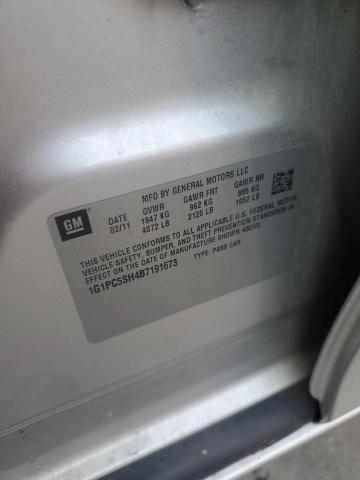 GM
MFD BY GENERAL MOTORS LLC
DATE GVWR GAWR FRT GAWR RR
02/11 1847 KG 962 KG 885 KG
4072 LB 2120 LB 1952 LB
THIS VEHICLE CONFORMS TO ALL APPLICABLE U.S. FEDERAL MOTOR
VEHICLE SAFETY, BUMPER, AND THEFT PREVENTION STANDARDS IN
EFFECT ON THE DATE OF MANUFACTURE SHOWN ABOVE.
1G1PC5SH4B7191673 TYPE: PASS CAR